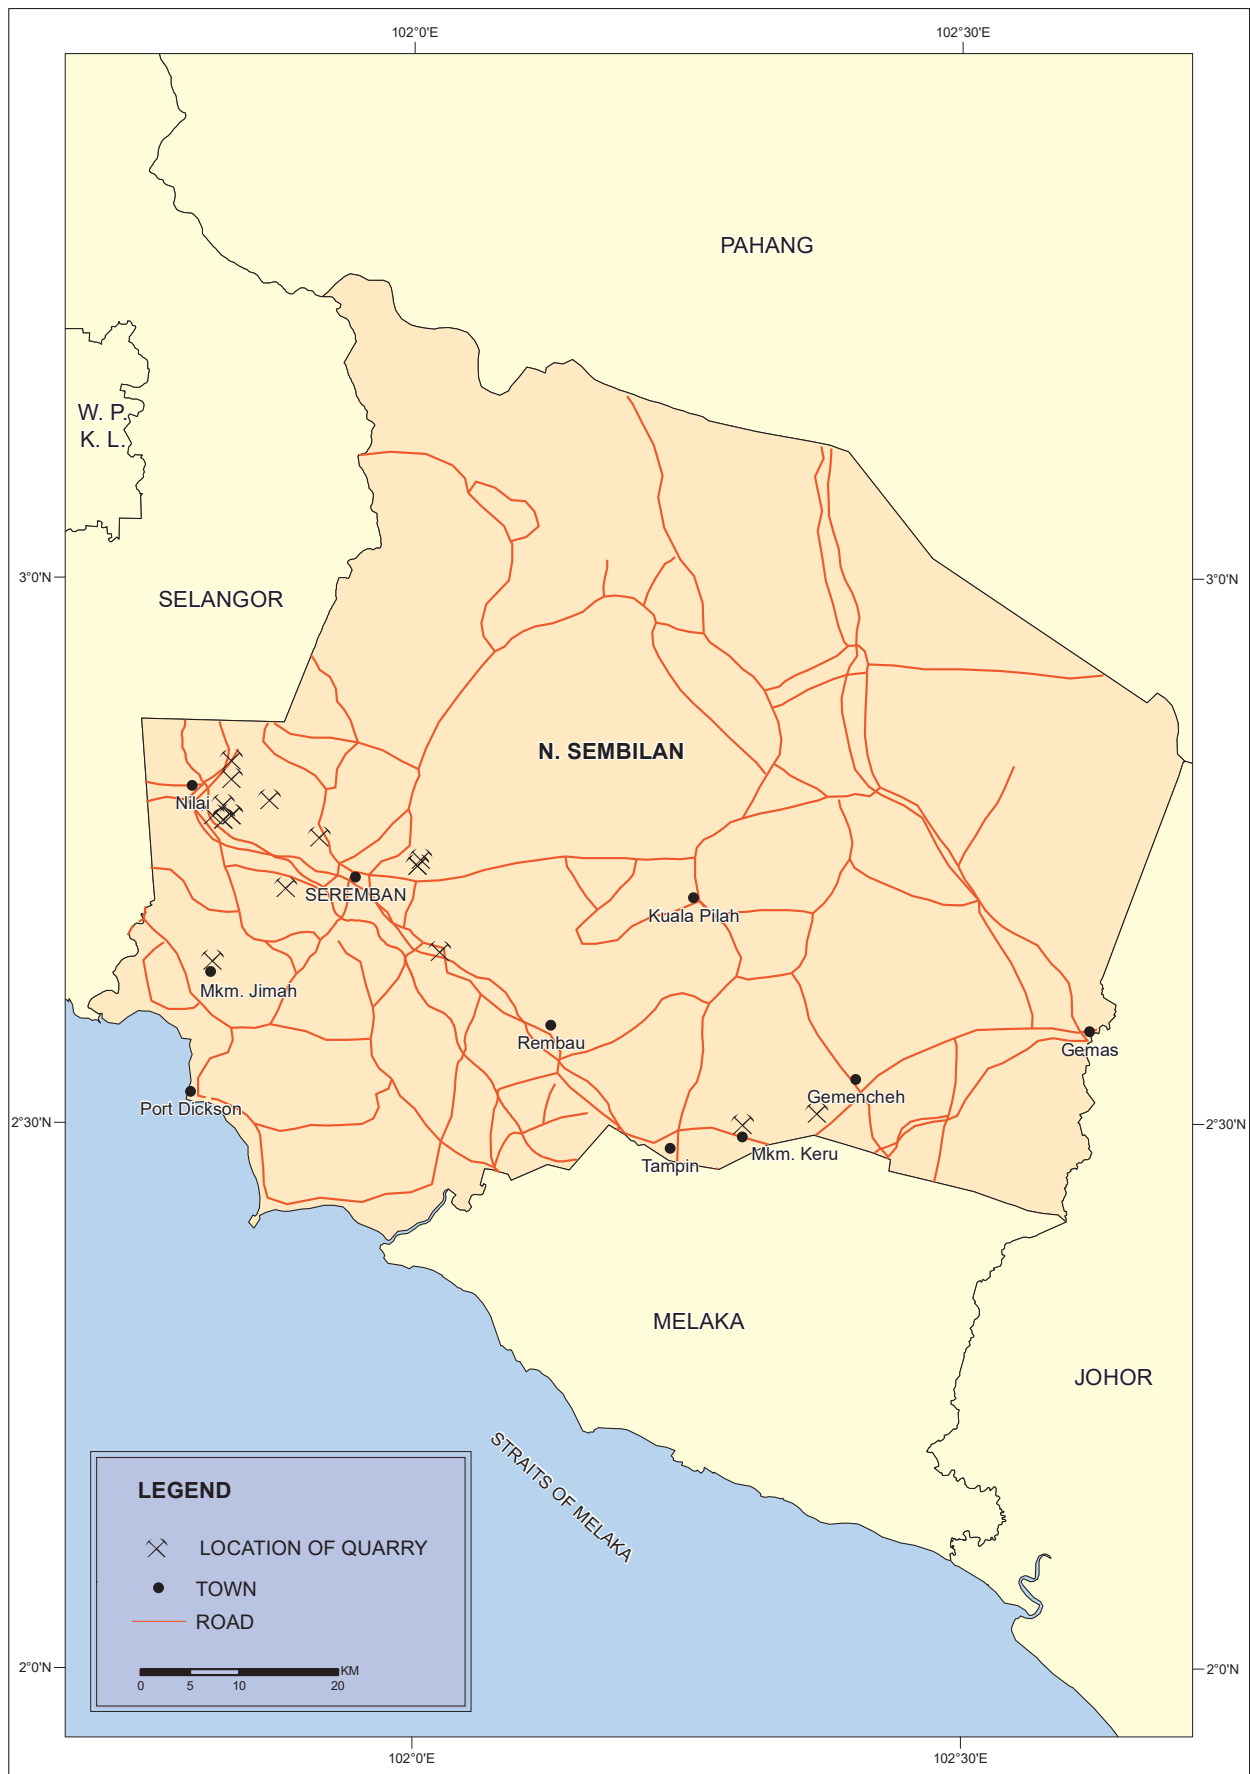 102°0'E
102°30'E
PAHANG
W. P.
K. L.
3°0'N
3°0'N
SELANGOR
N. SEMBILAN
Nilai
SEREMBAN
Kuala Pilah
Mkm. Jimah
Rembau
Gemas
Gemencheh
Port Dickson
2°30'N
2°30'N
Mkm. Keru
Tampin
MELAKA
JOHOR
STRAITS OF MELAKA
LEGEND
LOCATION OF QUARRY
TOWN
ROAD
KM
0 5 10 20
2°0'N
2°0'N
102°0'E
102°30'E